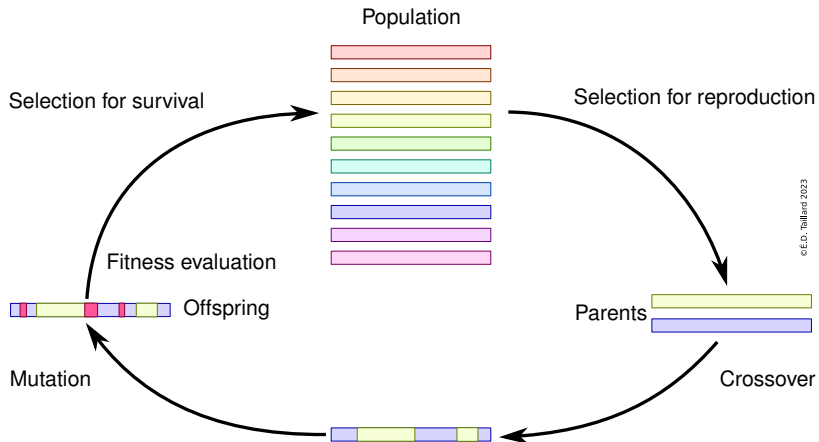 Population
Selection for survival
Selection for reproduction
©É.D. Taillard 2023
Fitness evaluation
Offspring
Parents
Mutation
Crossover